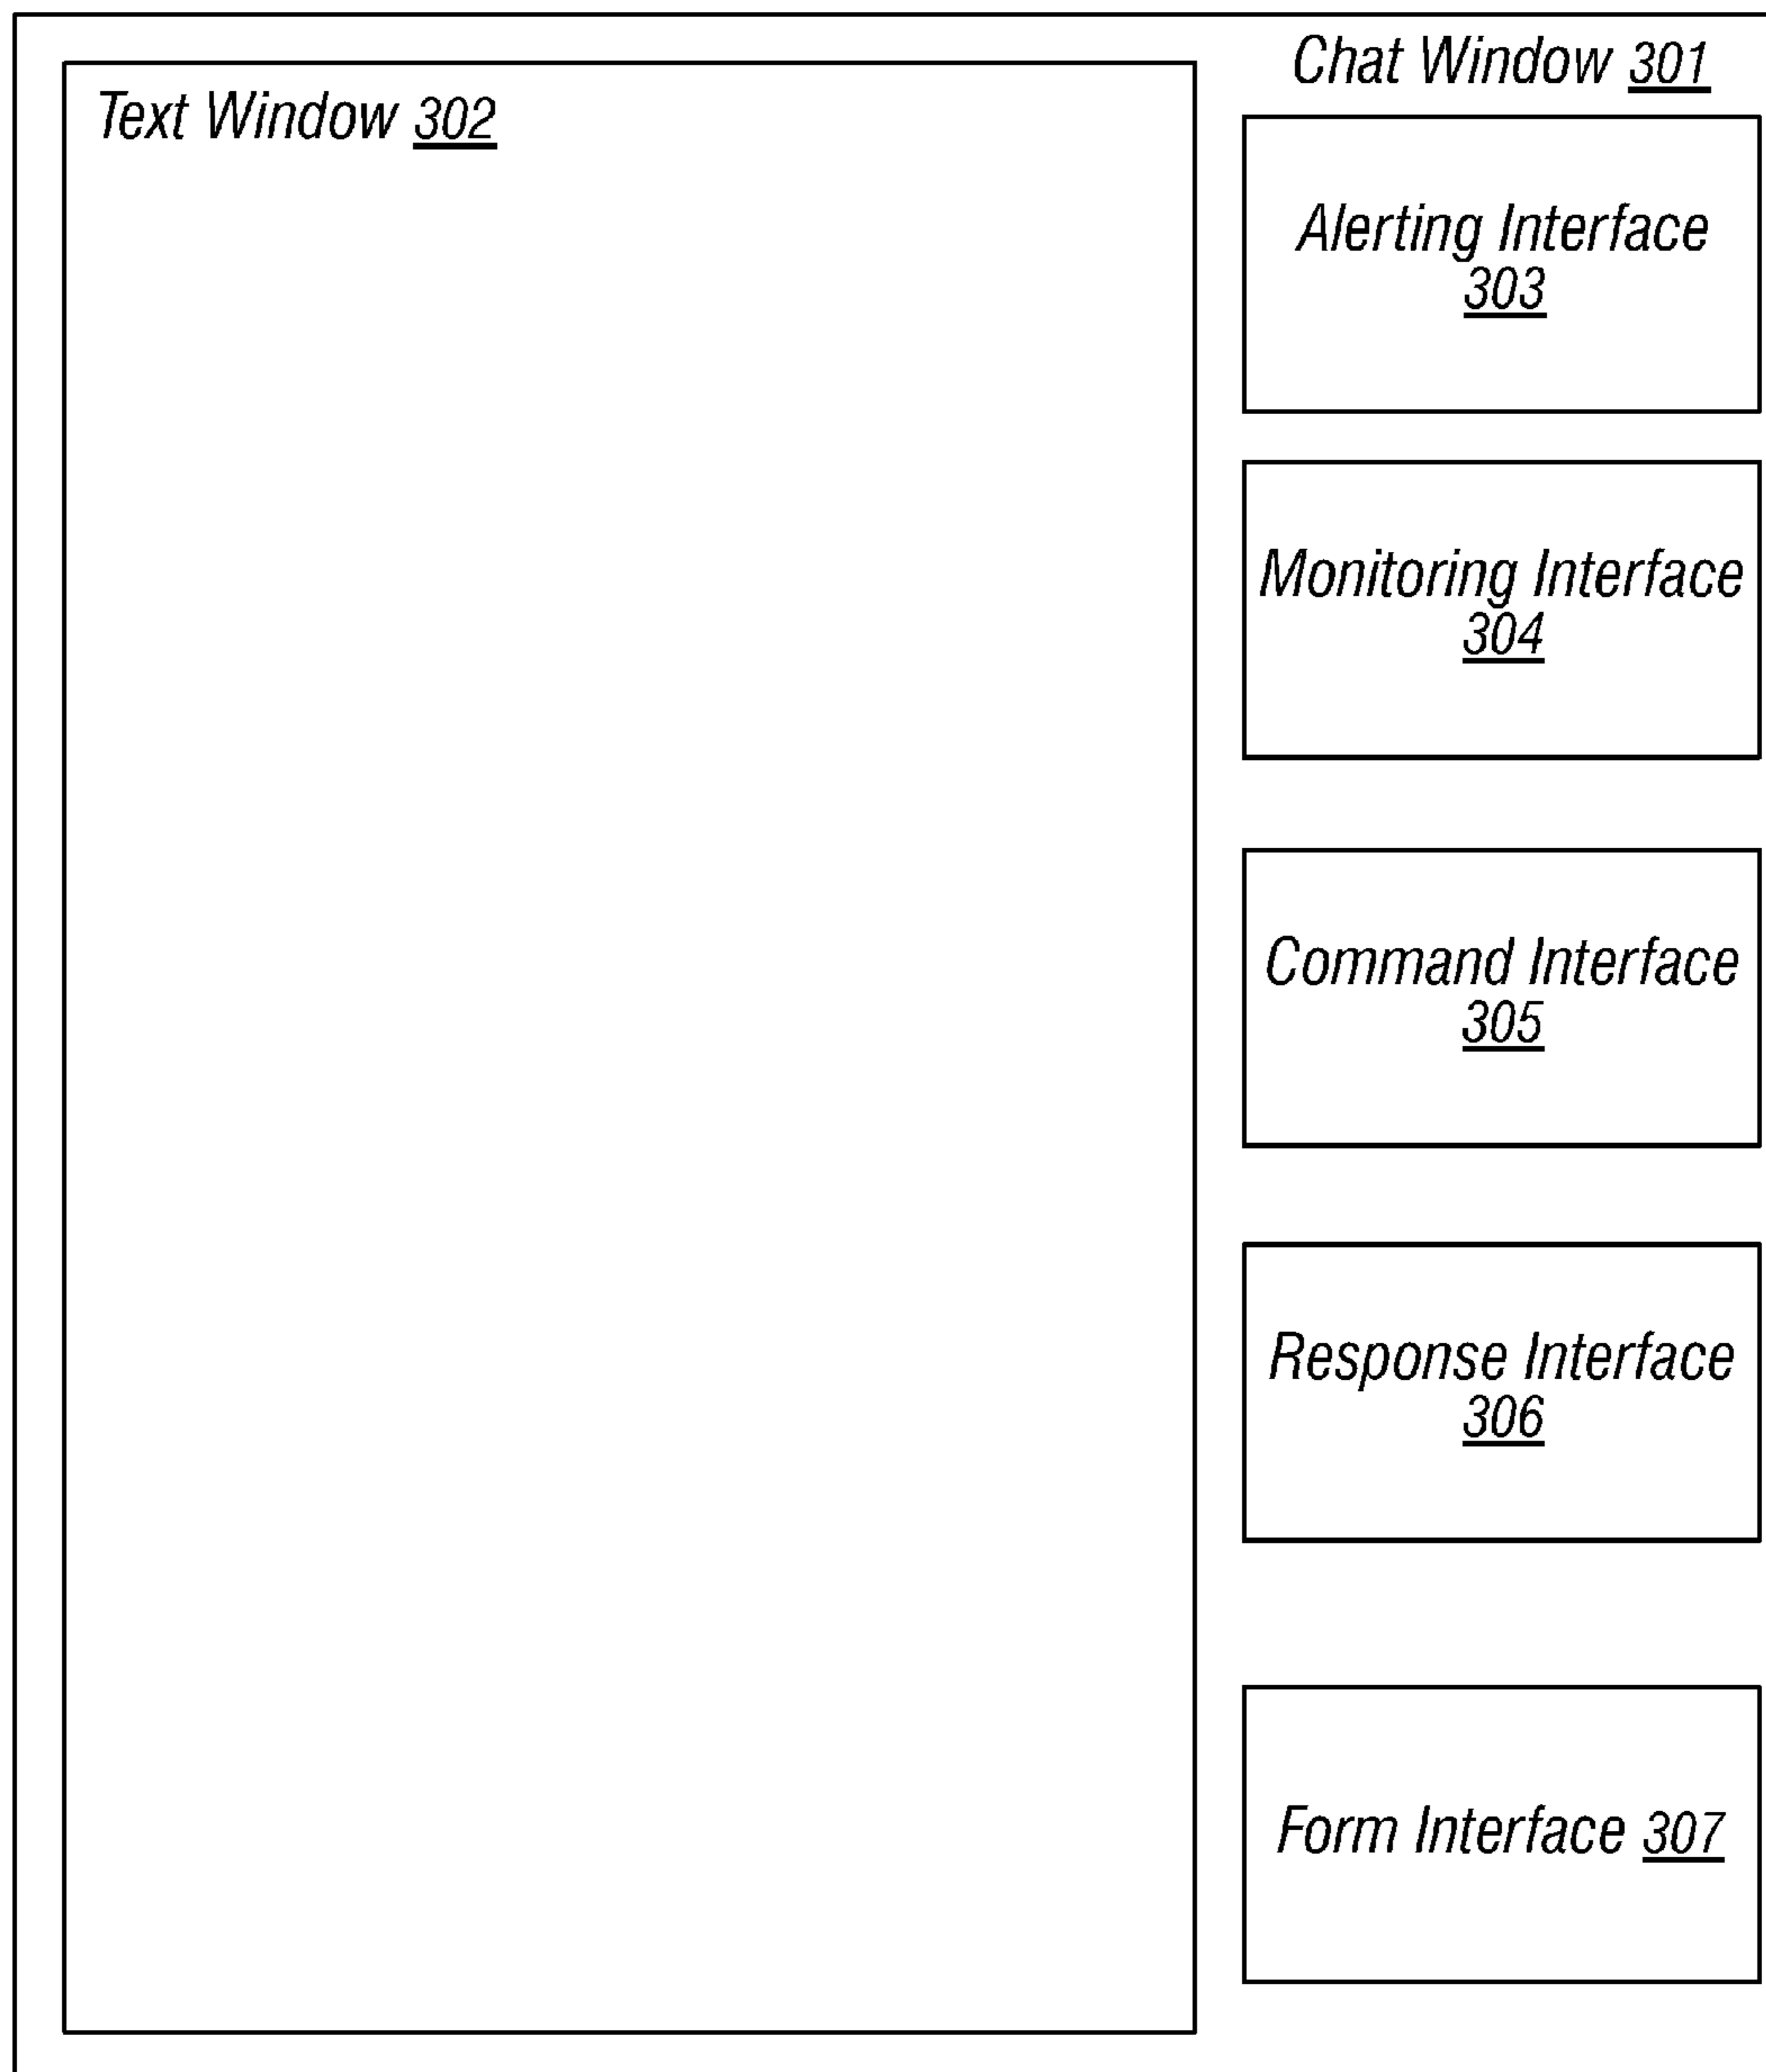 Chat Window 301
Text Window 302
Alerting Interface
303
Monitoring Interface
304
Command Interface
305
Response Interface
306
Form Interface 307